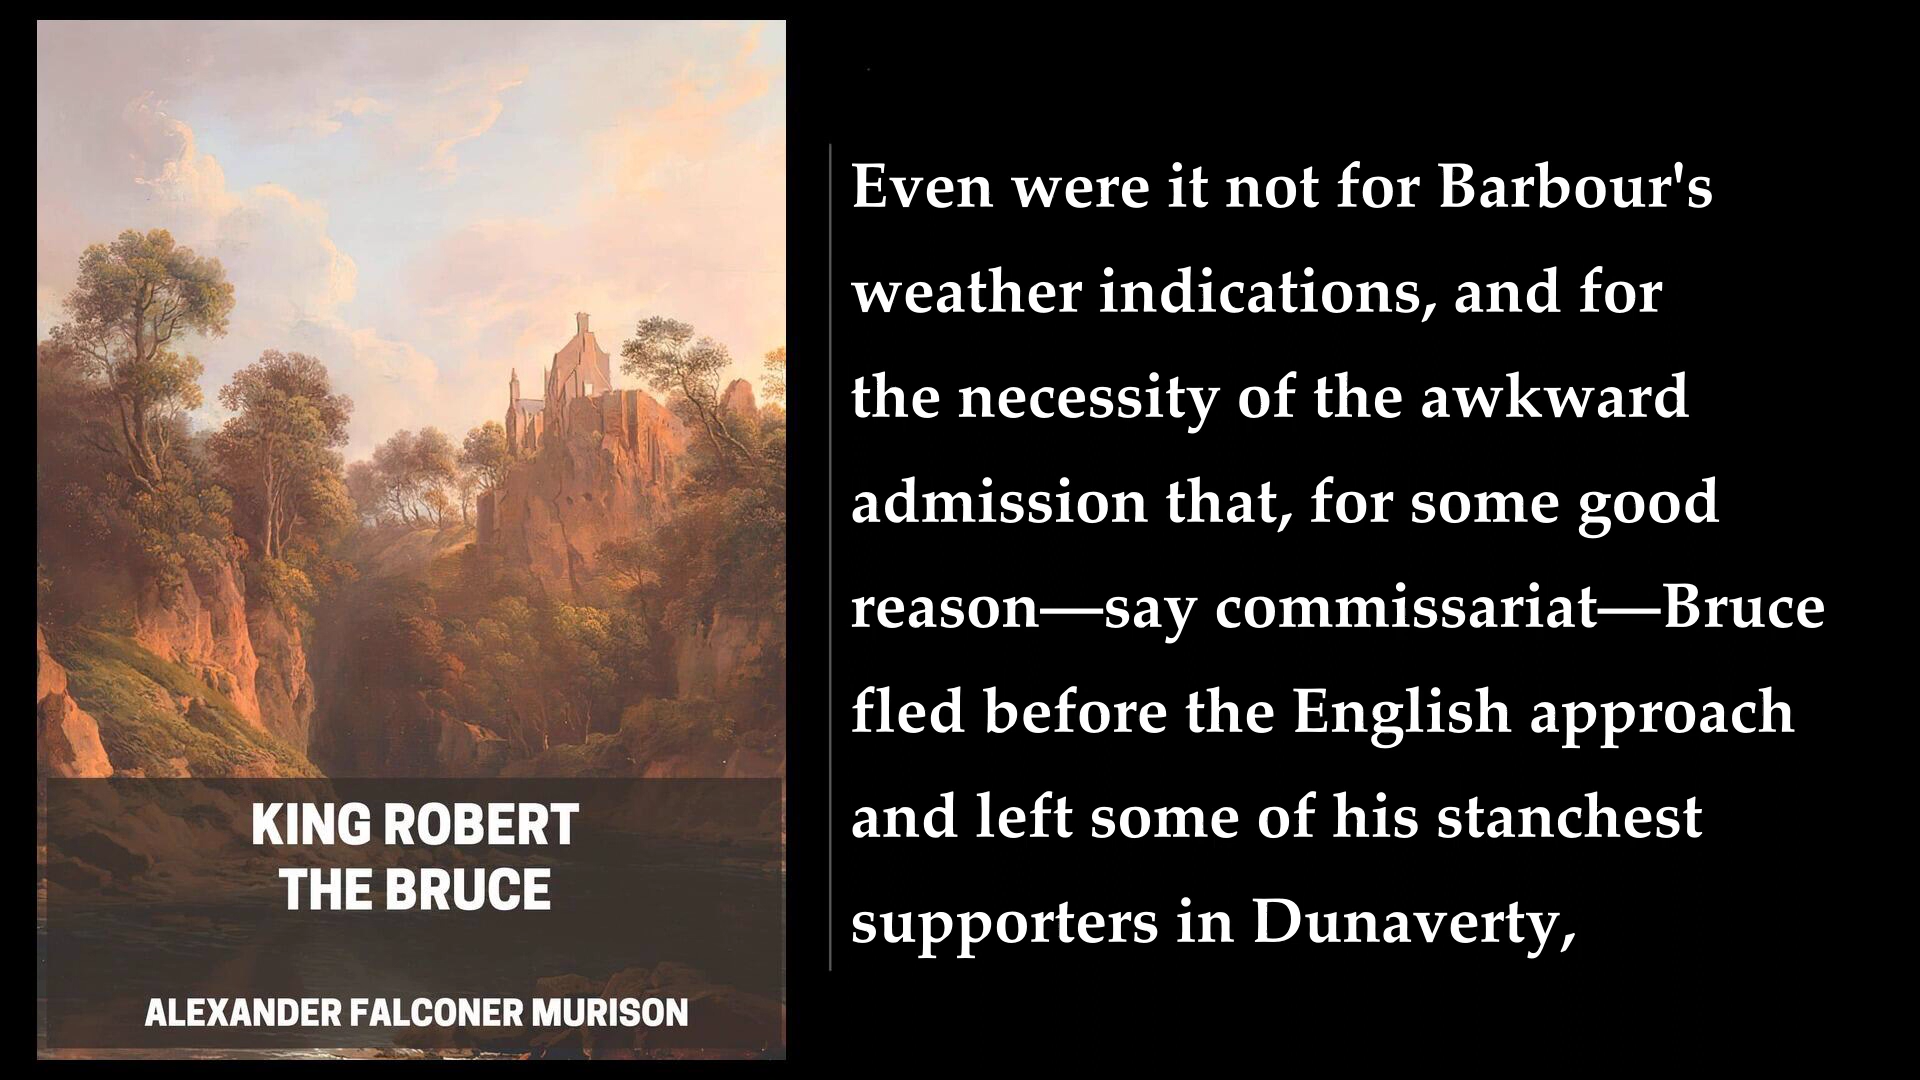 KING ROBERT
THE BRUCE
ALEXANDER FALCONER MURISON
Even were it not for Barbour's
weather indications, and for
the necessity of the awkward
admission that, for some good
reason—say commissariat—Bruce
fled before the English approach
and left some of his stanchest
supporters in Dunaverty,